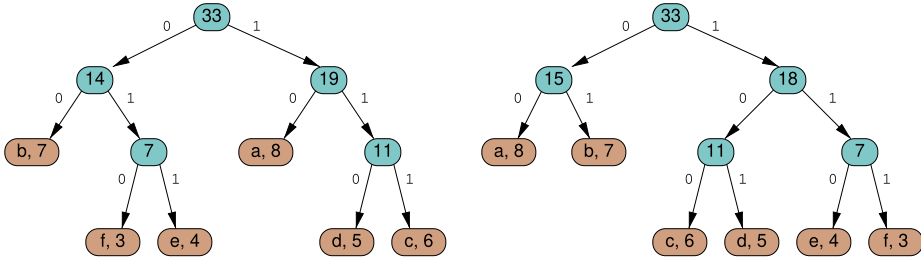 33
0 1
14 19
0 1 0 1
b, 7 7 a, 8 11
0 1 0 1
f, 3 e, 4 d, 5 c, 6
33
0 1
15 18
0 1 0 1
a, 8 b, 7 11 7
0 1 0 1
c, 6 d, 5 e, 4 f, 3